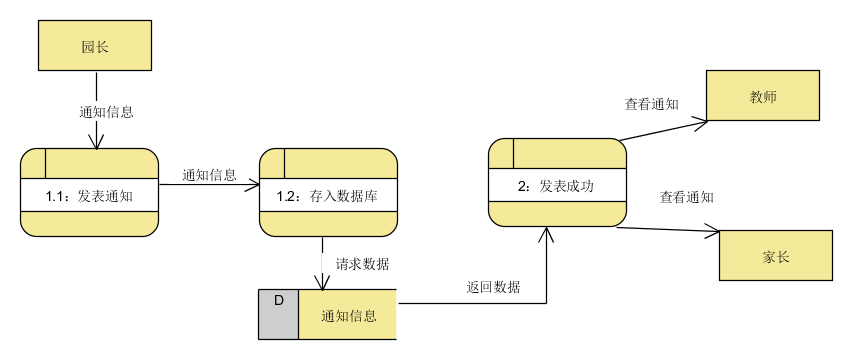 园长
通知信息
1.1：发表通知
通知信息
1.2：存入数据库
请求数据
D
通知信息
返回数据
2：发表成功
查看通知
教师
查看通知
家长